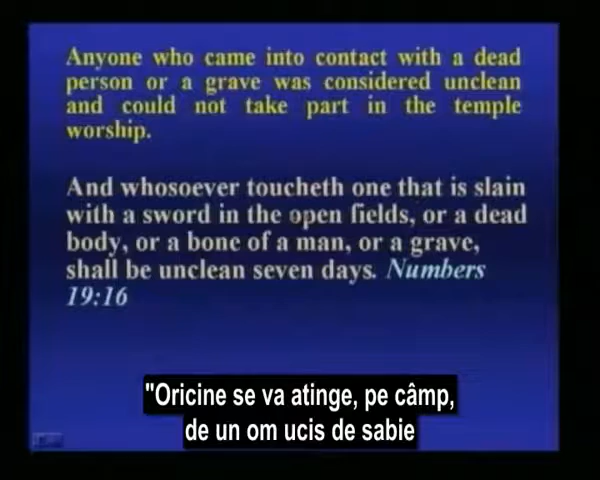 Anyone who came into contact with a dead
person or a grave was considered unclean
and could not take part in the temple
worship.
And whosoever toucheth one that is slain
with a sword in the open fields, or a dead
body, or a bone of a man, or a grave,
shall be unclean seven days. Numbers
19:16
"Oricine se va atinge, pe câmp,
de un om ucis de sabie